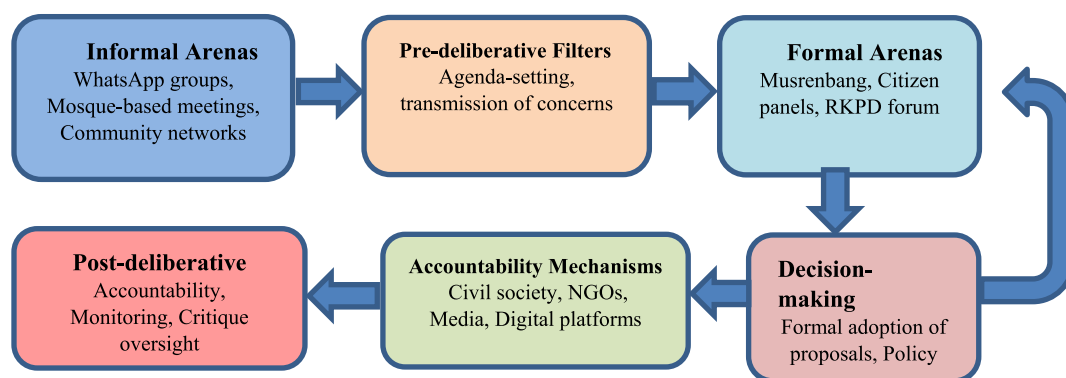 Informal Arenas
WhatsApp groups,
Mosque-based meetings,
Community networks
Pre-deliberative Filters
Agenda-setting,
transmission of concerns
Formal Arenas
Musrenbang, Citizen
panels, RKPD forum
Post-deliberative
Accountability,
Monitoring, Critique
oversight
Accountability Mechanisms
Civil society, NGOs,
Media, Digital platforms
Decision-
making
Formal adoption of
proposals, Policy